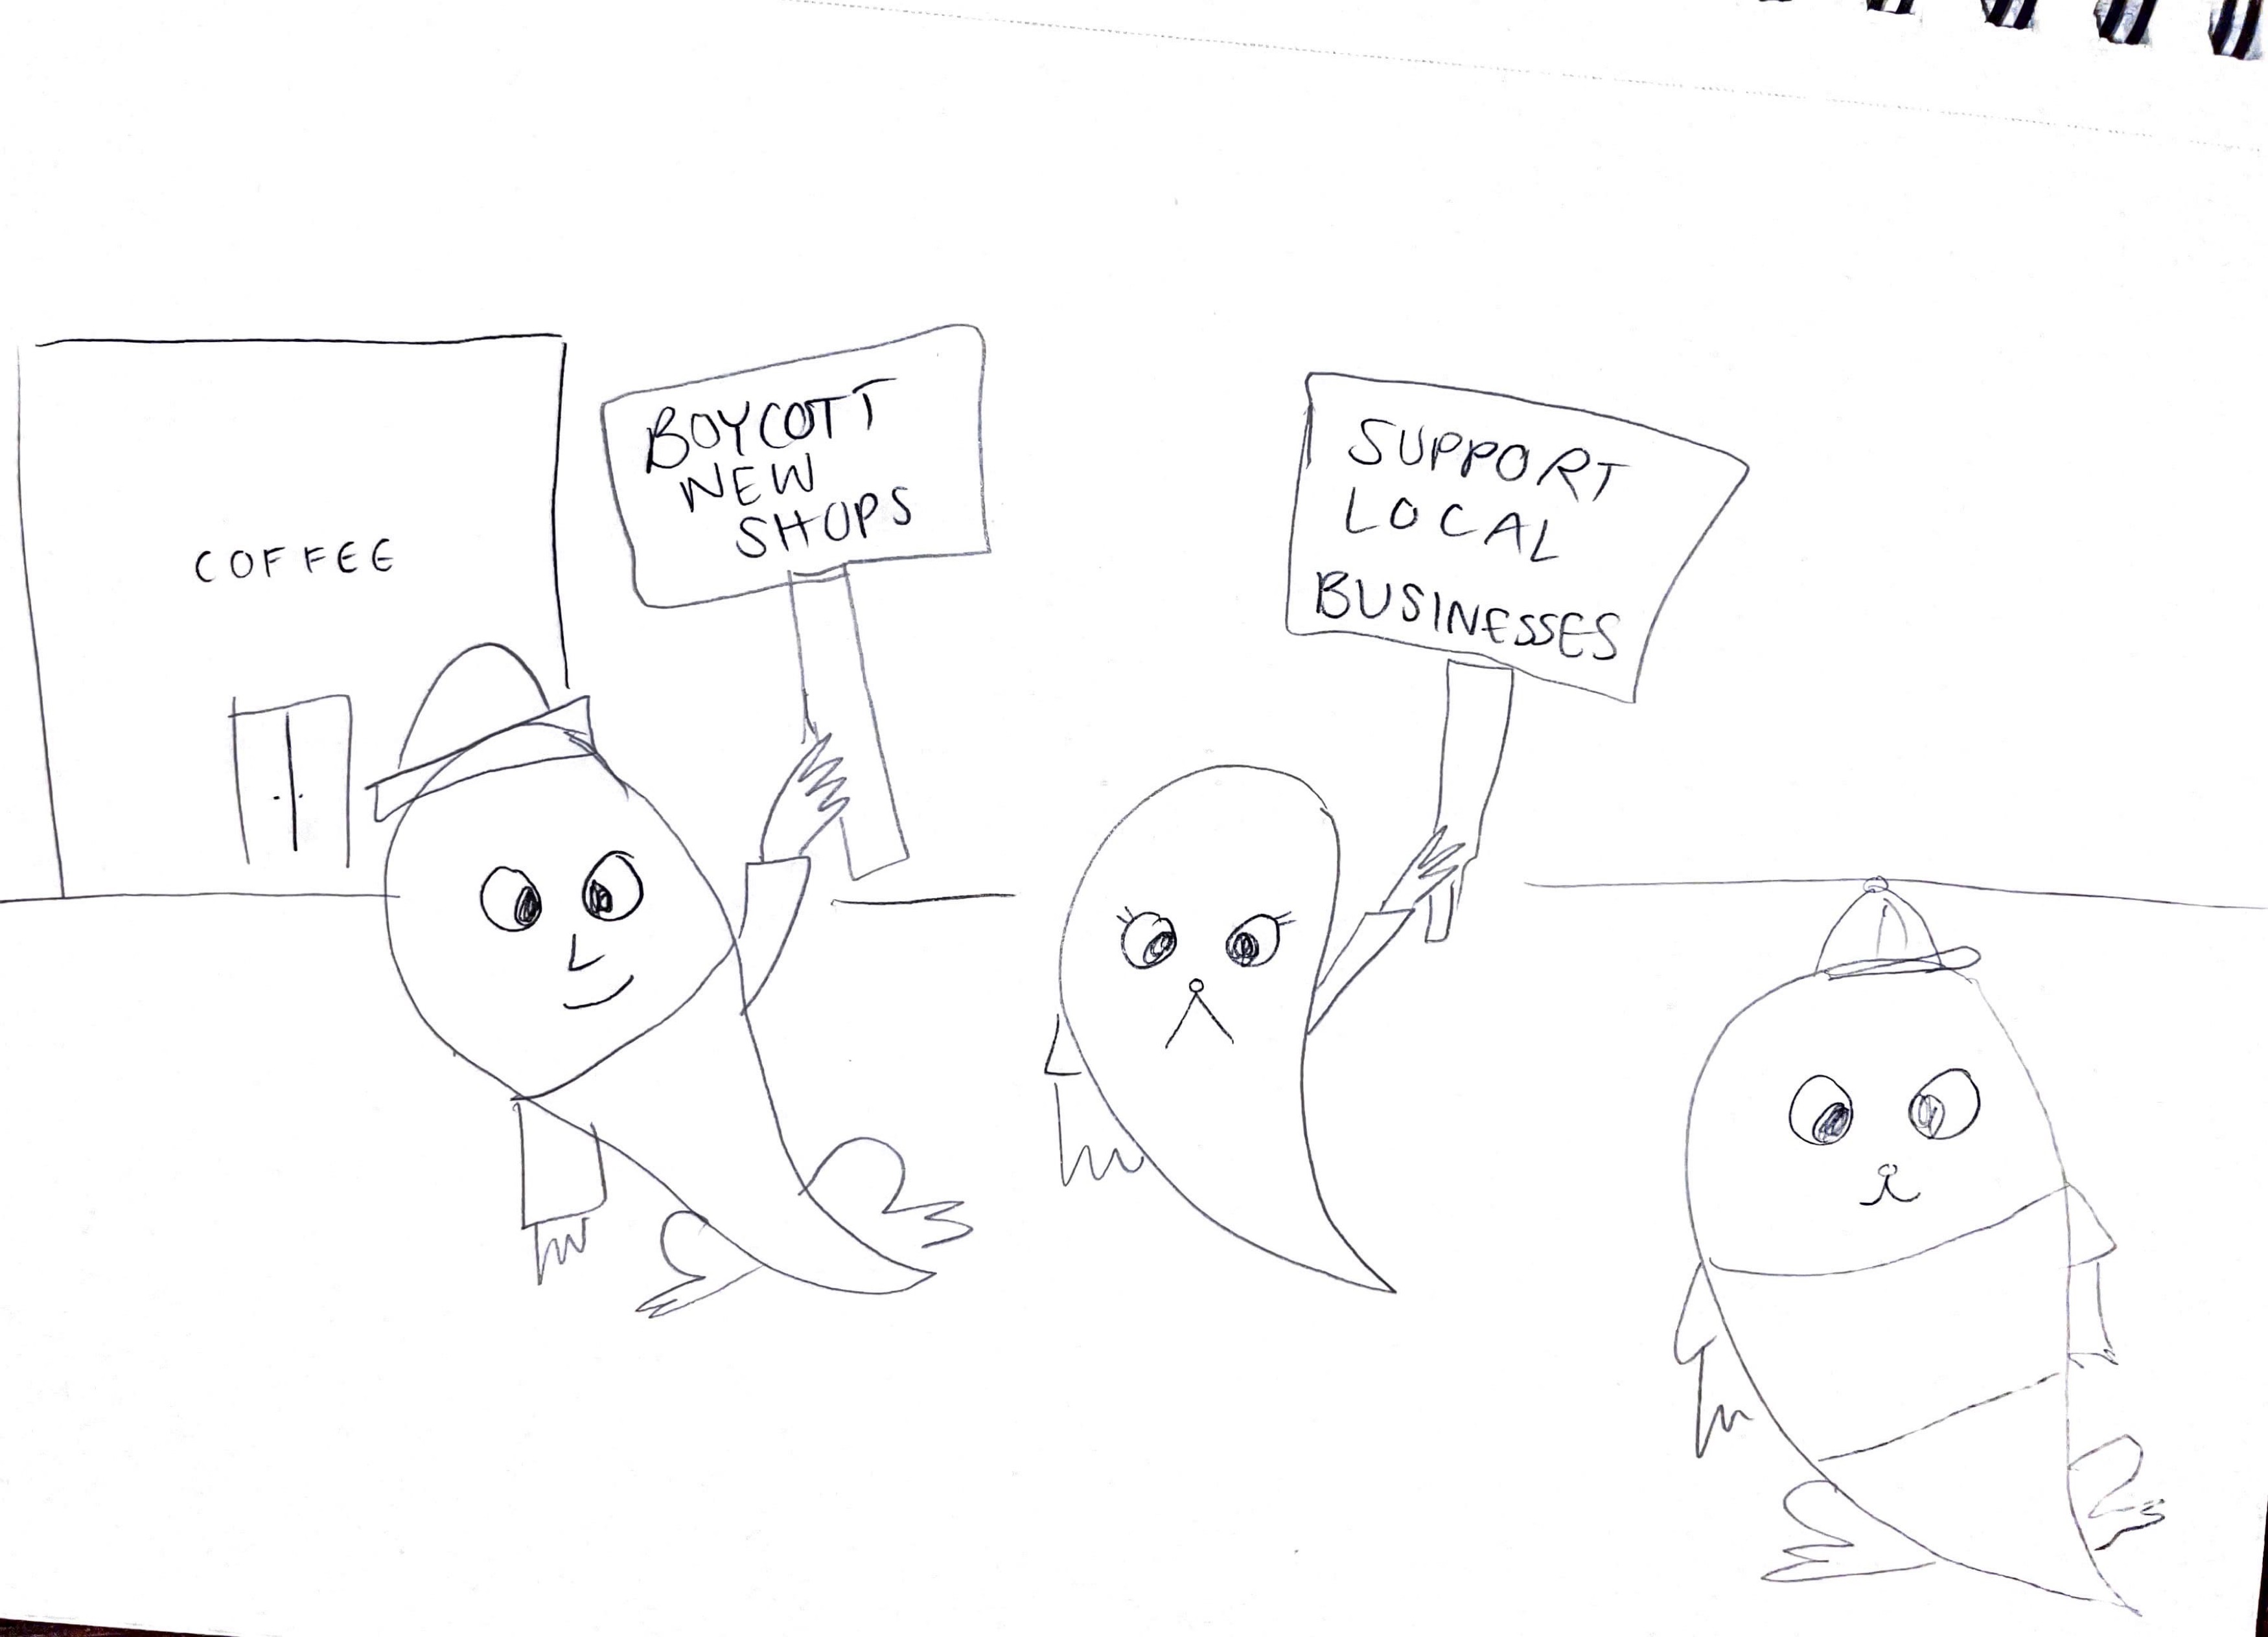 COFFEE
BOYCOTT
NEW
SHOPS
SUPPORT
LOCAL
BUSINESSES